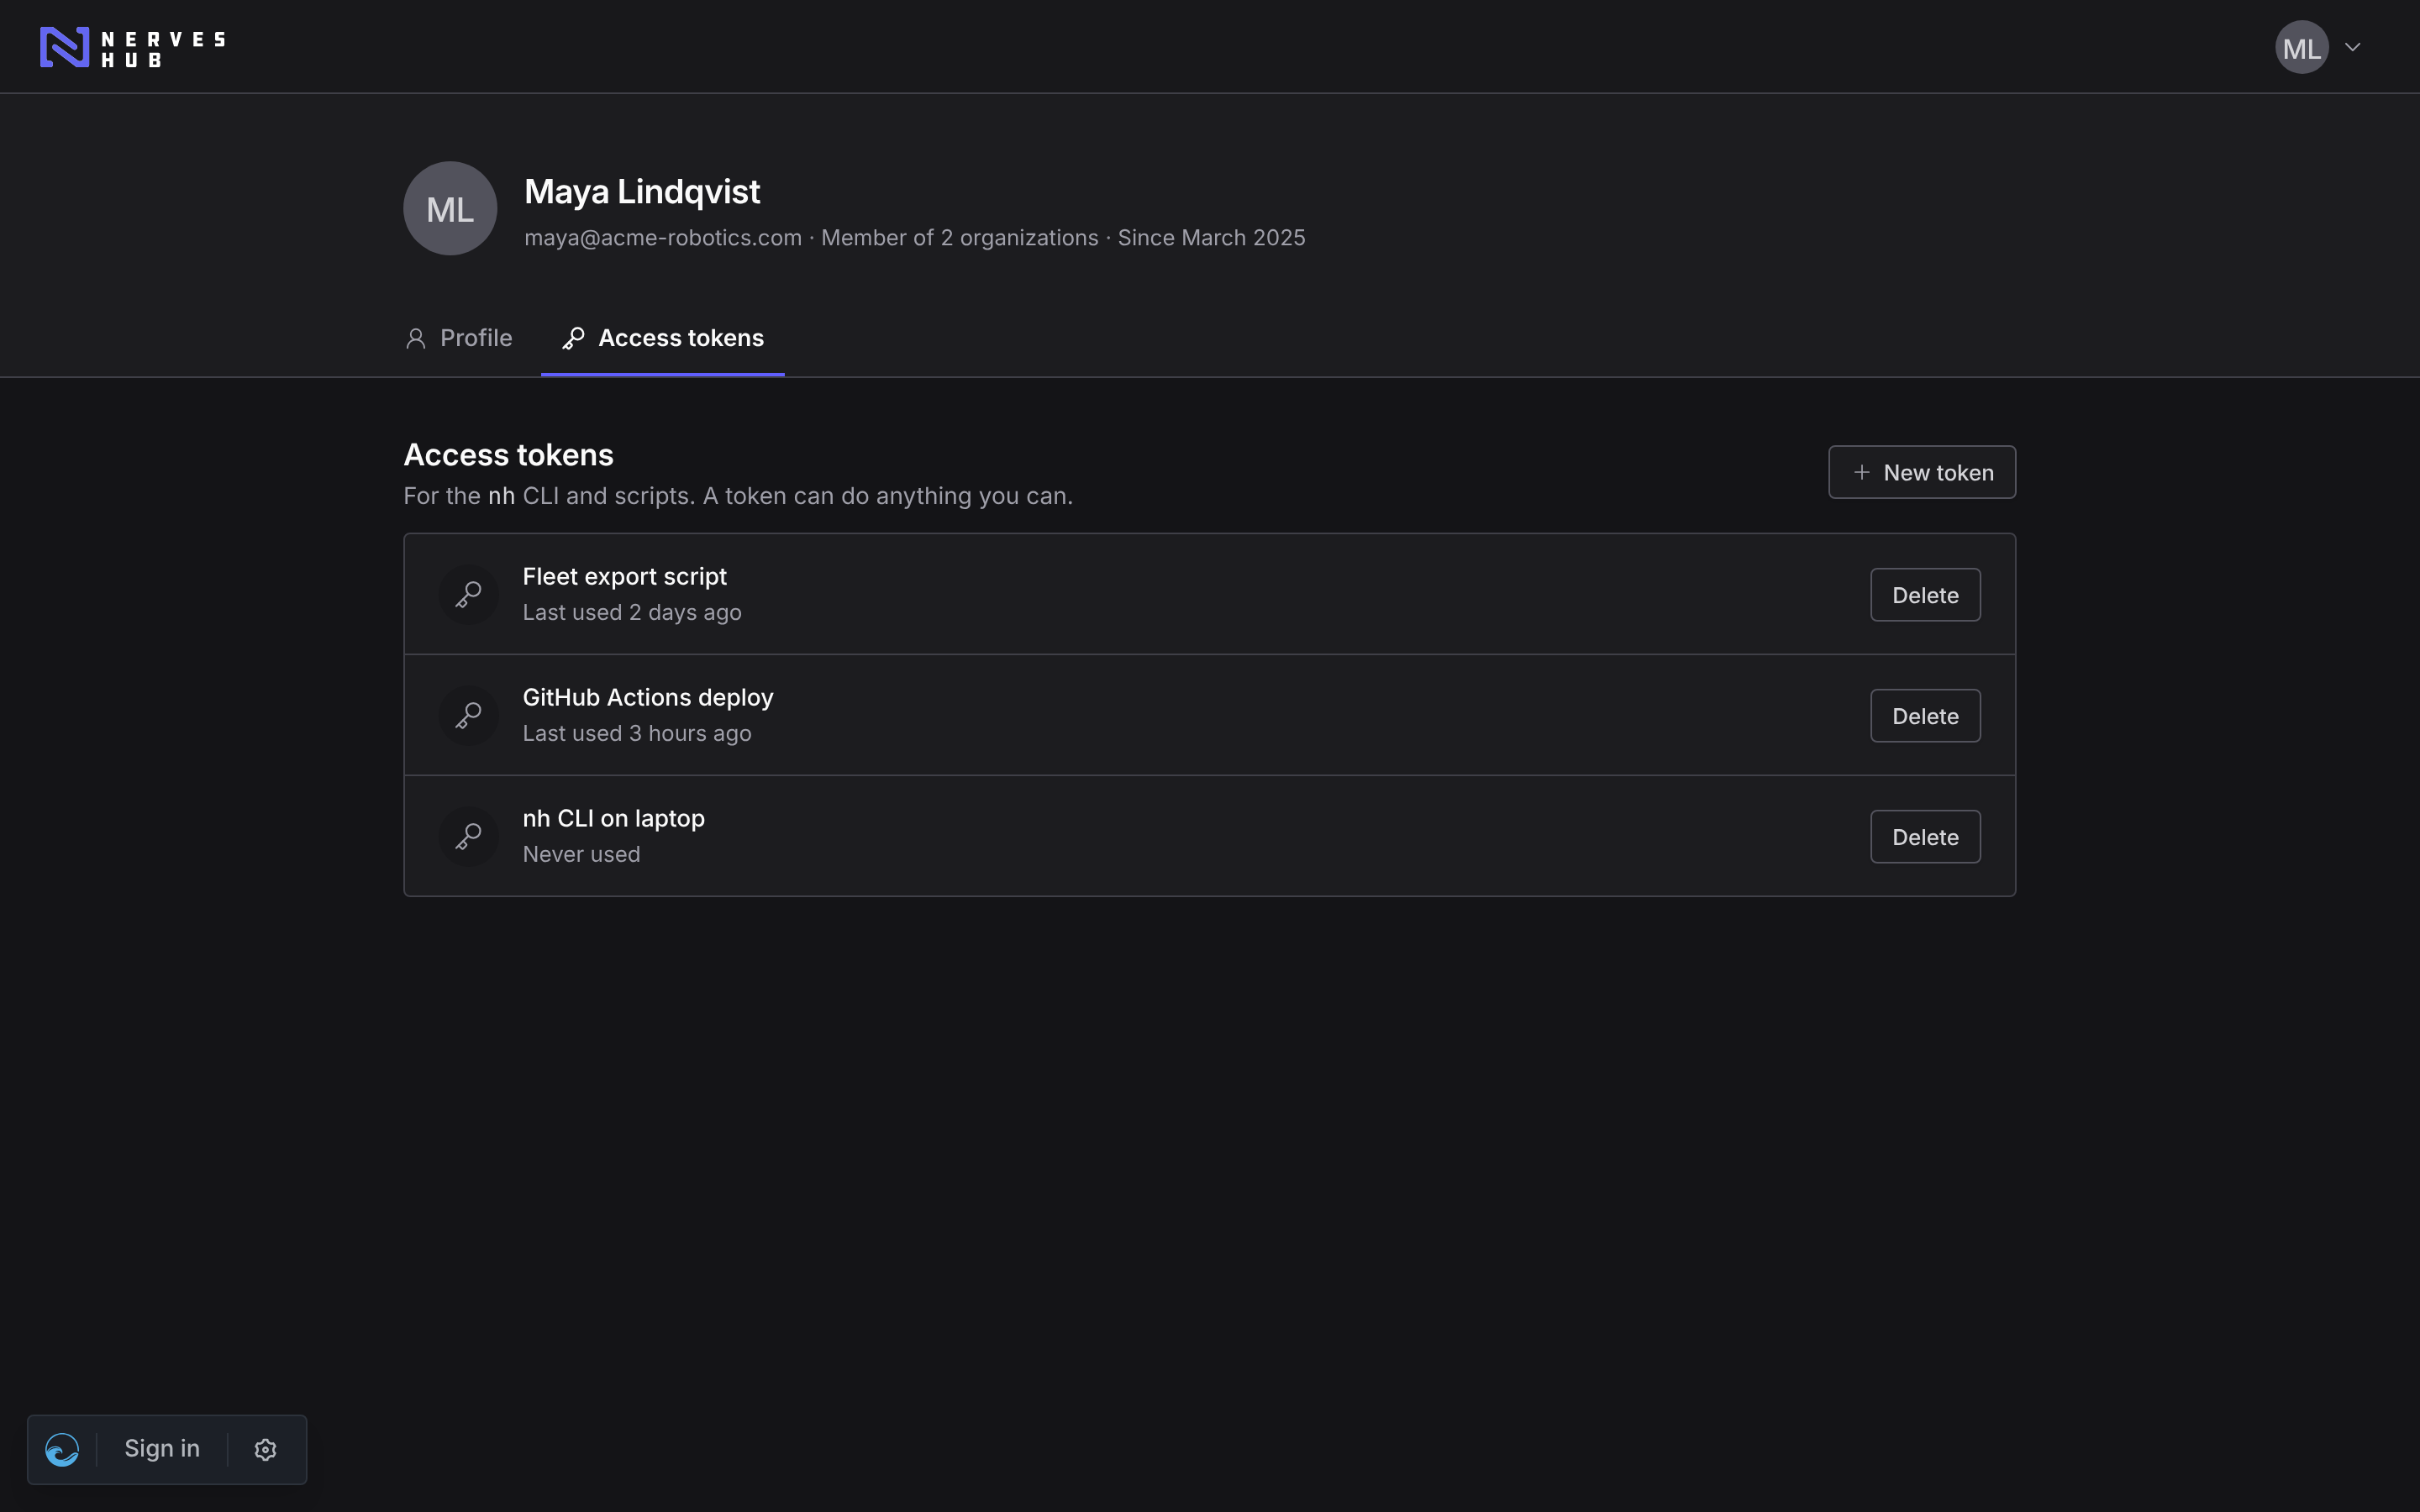 NERVES
HUB
ML
ML
Maya Lindqvist
maya@acme-robotics.com · Member of 2 organizations · Since March 2025
Profile
Access tokens
Access tokens
For the nh CLI and scripts. A token can do anything you can.
New token
Fleet export script
Last used 2 days ago
Delete
GitHub Actions deploy
Last used 3 hours ago
Delete
nh CLI on laptop
Never used
Delete
Sign in